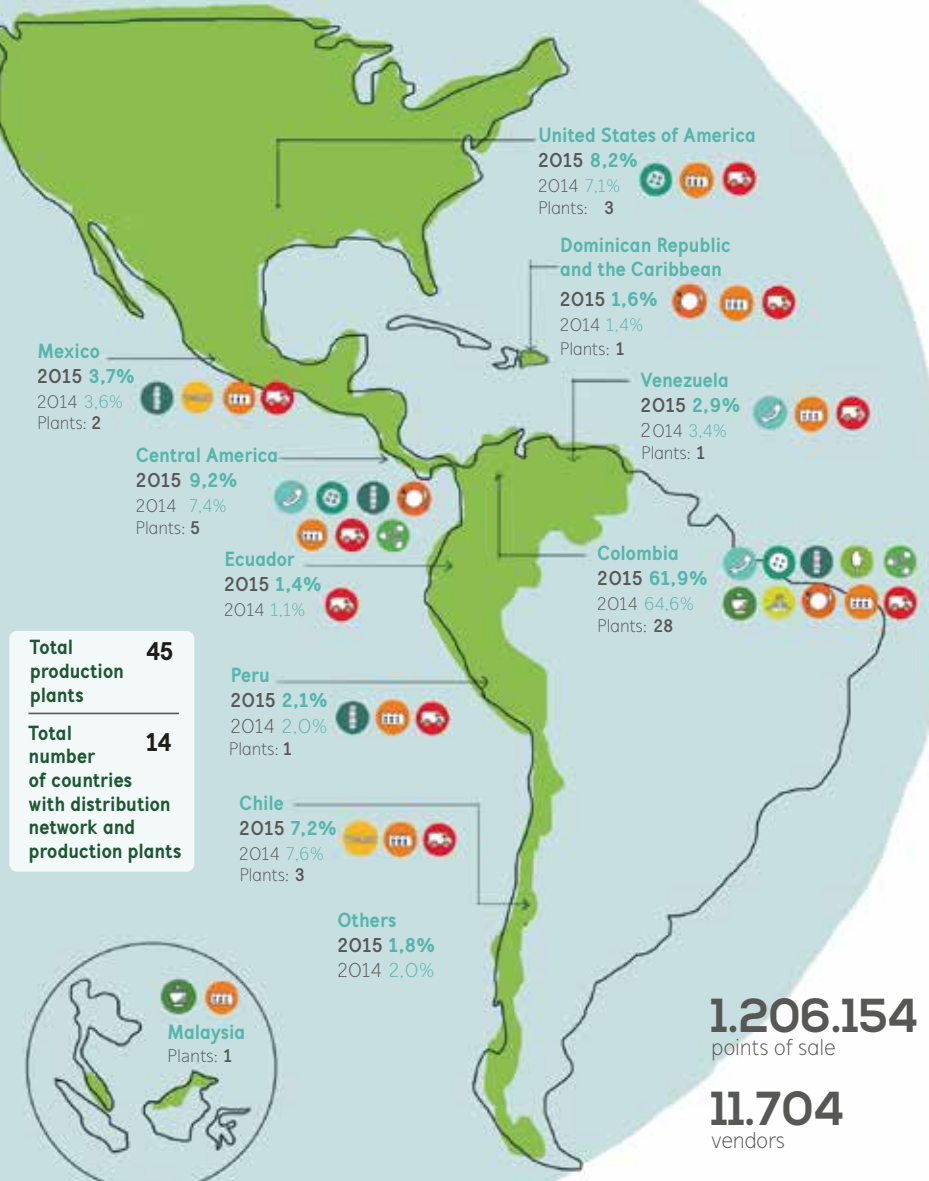 United States of America
2015 8,2%
2014 7,1%
Plants: 3
Dominican Republic
and the Caribbean
2015 1,6%
2014 1,4%
Plants: 1
Mexico
2015 3,7%
2014 3,6%
Plants: 2
Venezuela
2015 2,9%
2014 3,4%
Plants: 1
Central America
2015 9,2%
2014 7,4%
Plants: 5
Ecuador
2015 1,4%
2014 1,1%
Colombia
2015 61,9%
2014 64,6%
Plants: 28
Total
production
plants
45
Total
number
of countries
with distribution
network and
production plants
14
Peru
2015 2,1%
2014 2,0%
Plants: 1
Chile
2015 7,2%
2014 7,6%
Plants: 3
Others
2015 1,8%
2014 2,0%
Malaysia
Plants: 1
1.206.154
points of sale
11.704
vendors